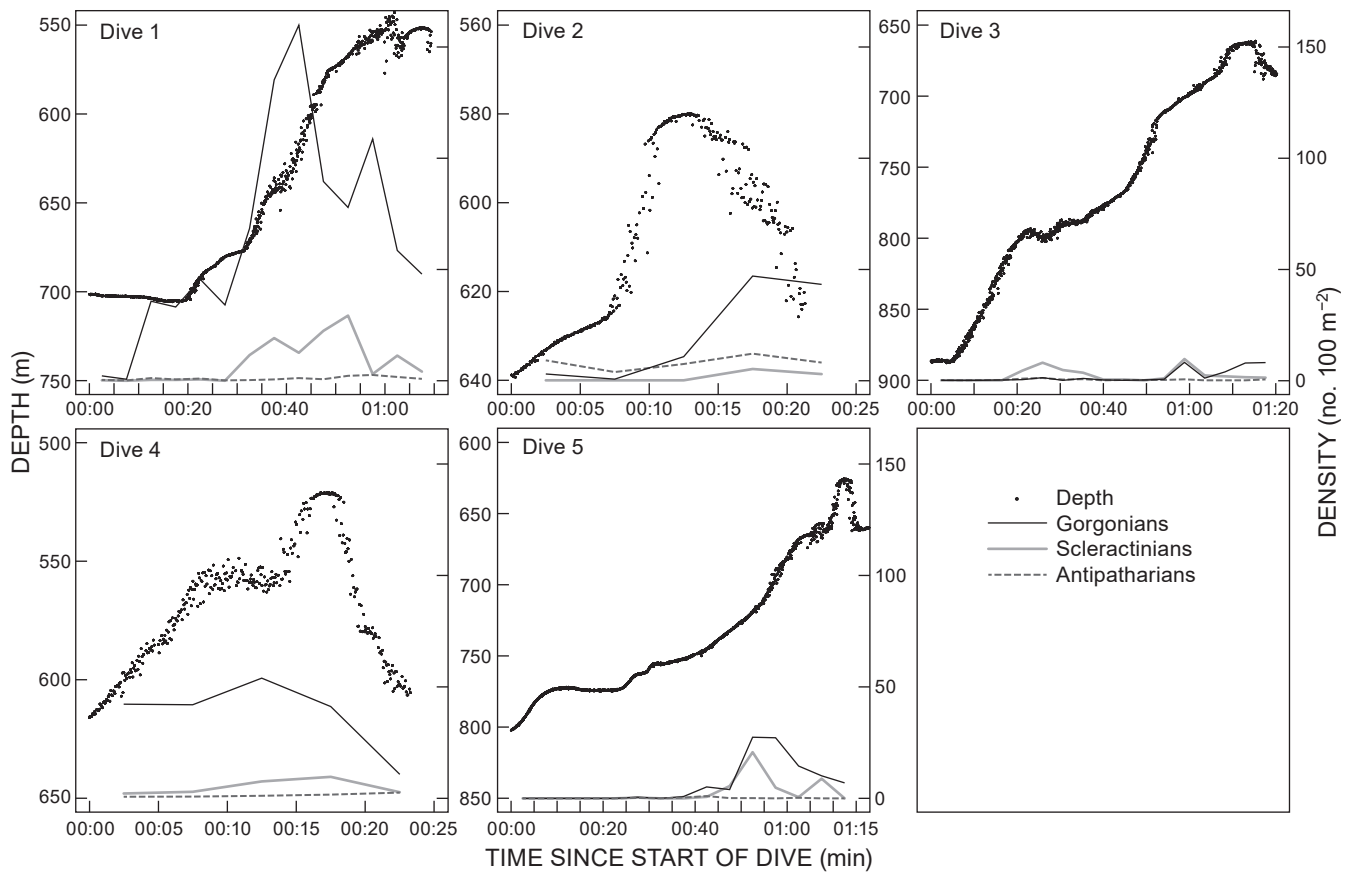 Dive 1
550
600
650
700
750
00:00 00:20 00:40 01:00
Dive 2
560
580
600
620
640
00:00 00:05 00:10 00:15 00:20 00:25
Dive 3
650
700
750
800
850
900
150
100
50
0
00:00 00:20 00:40 01:00 01:20
Dive 4
500
550
600
650
00:00 00:05 00:10 00:15 00:20 00:25
Dive 5
600
650
700
750
800
850
150
100
50
0
00:00 00:20 00:40 01:00 01:15
Depth
Gorgonians
Scleractinians
Antipatharians
DEPTH (m)
DENSITY (no. 100 m⁻²)
TIME SINCE START OF DIVE (min)